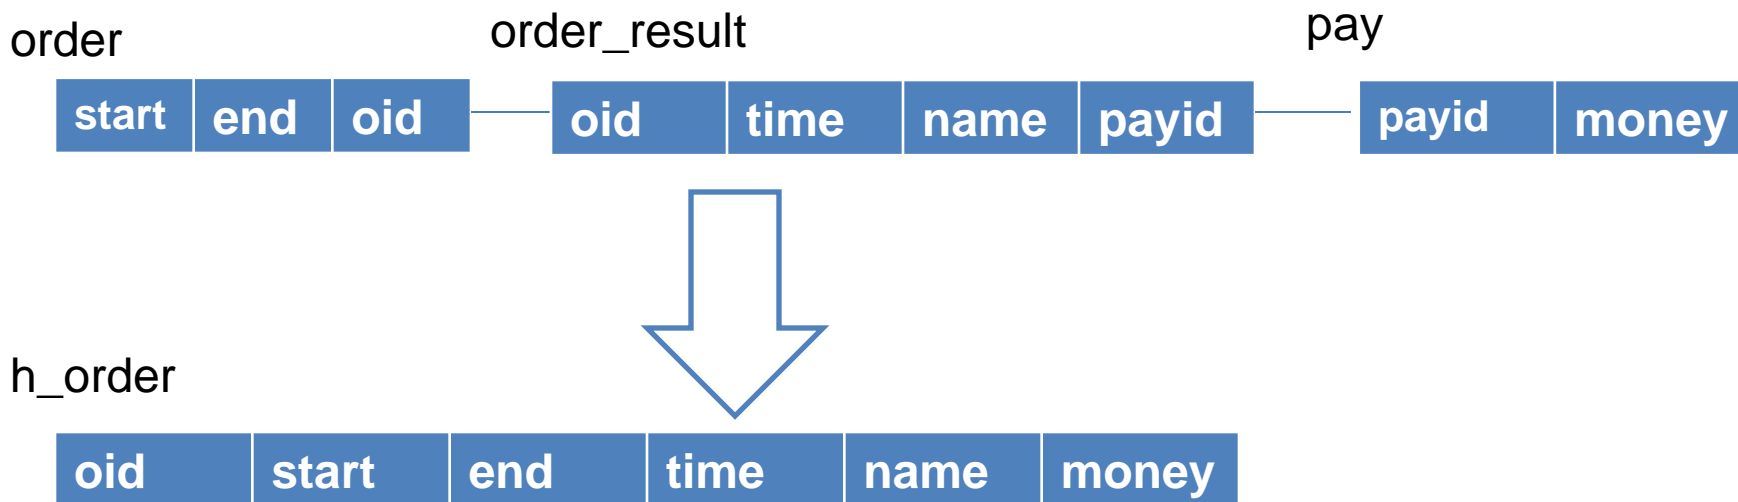 order order_result pay
start end oid oid time name payid payid money
h_order
oid start end time name money